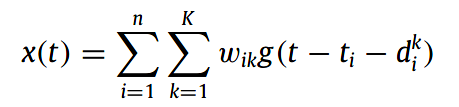 x(t) = \sum_{i=1}^{n} \sum_{k=1}^{K} w_{ik} g(t - t_i - d_i^k)